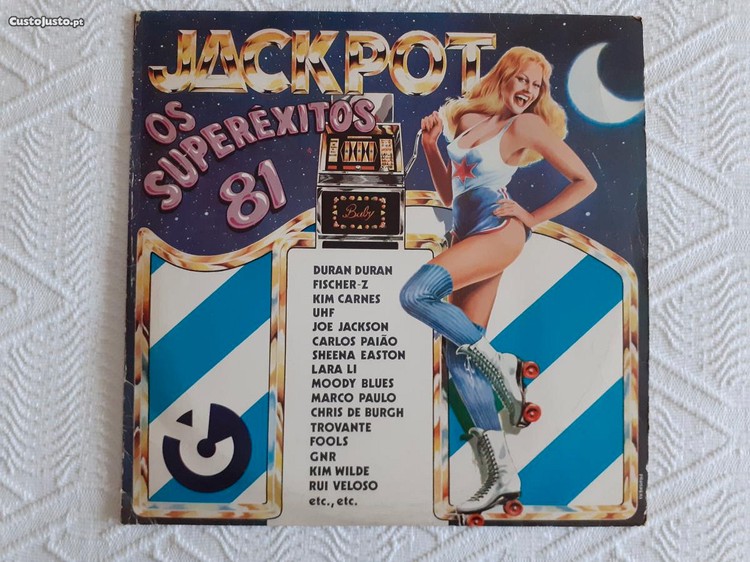 CustoJusto.pt
JACKPOT
OS
SUPERÊXITOS
81
Bally
DURAN DURAN
FISCHER-Z
KIM CARNES
UHF
JOE JACKSON
CARLOS PAIÃO
SHEENA EASTON
LARA LI
MOODY BLUES
MARCO PAULO
CHRIS DE BURGH
TROVANTE
FOOLS
GNR
KIM WILDE
RUI VELOSO
etc., etc.